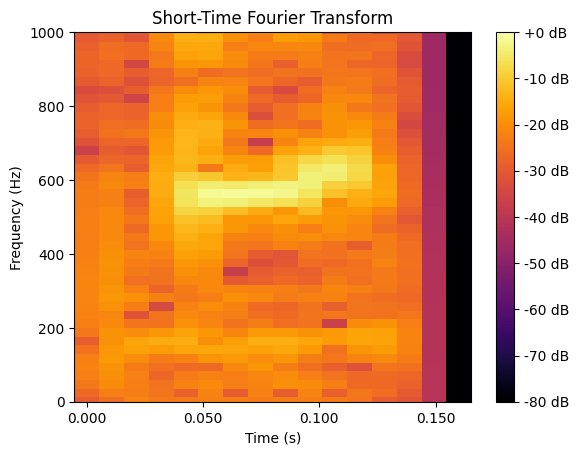 Short-Time Fourier Transform
Frequency (Hz)
1000
800
600
400
200
0
0.000
0.050
0.100
0.150
Time (s)
+0 dB
-10 dB
-20 dB
-30 dB
-40 dB
-50 dB
-60 dB
-70 dB
-80 dB